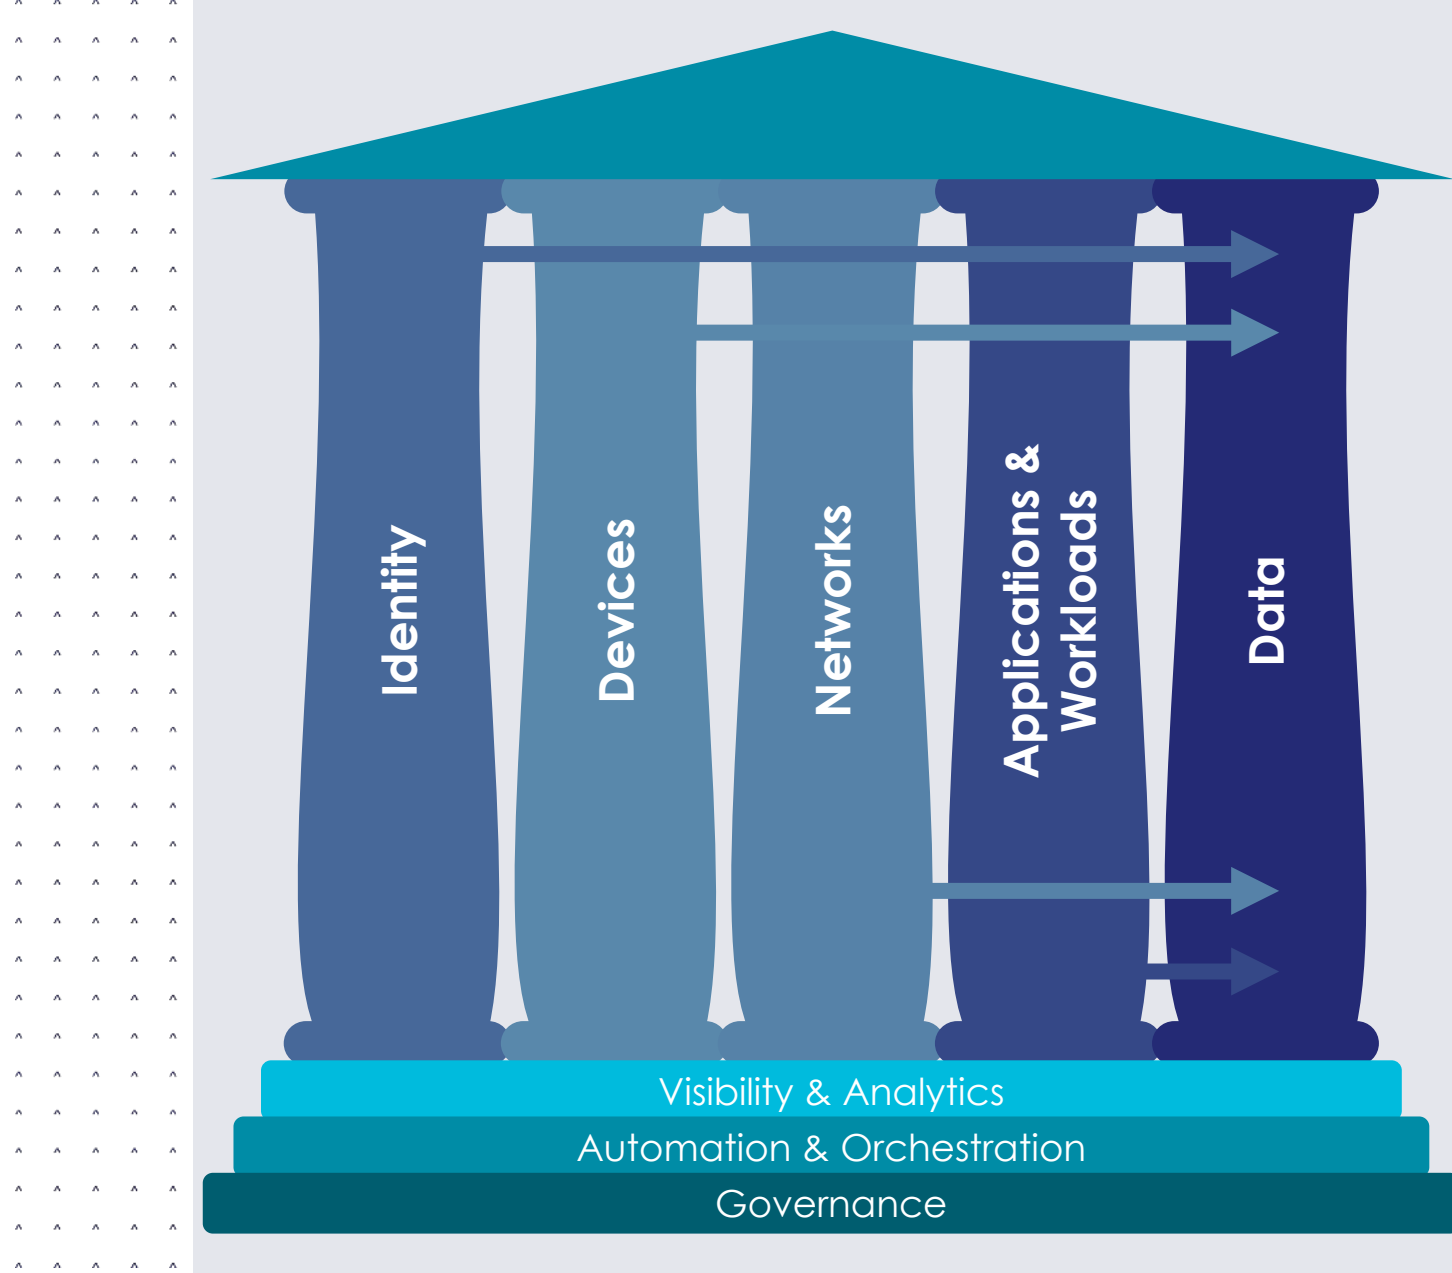 Identity
Devices
Networks
Applications &
Workloads
Data
Visibility & Analytics
Automation & Orchestration
Governance